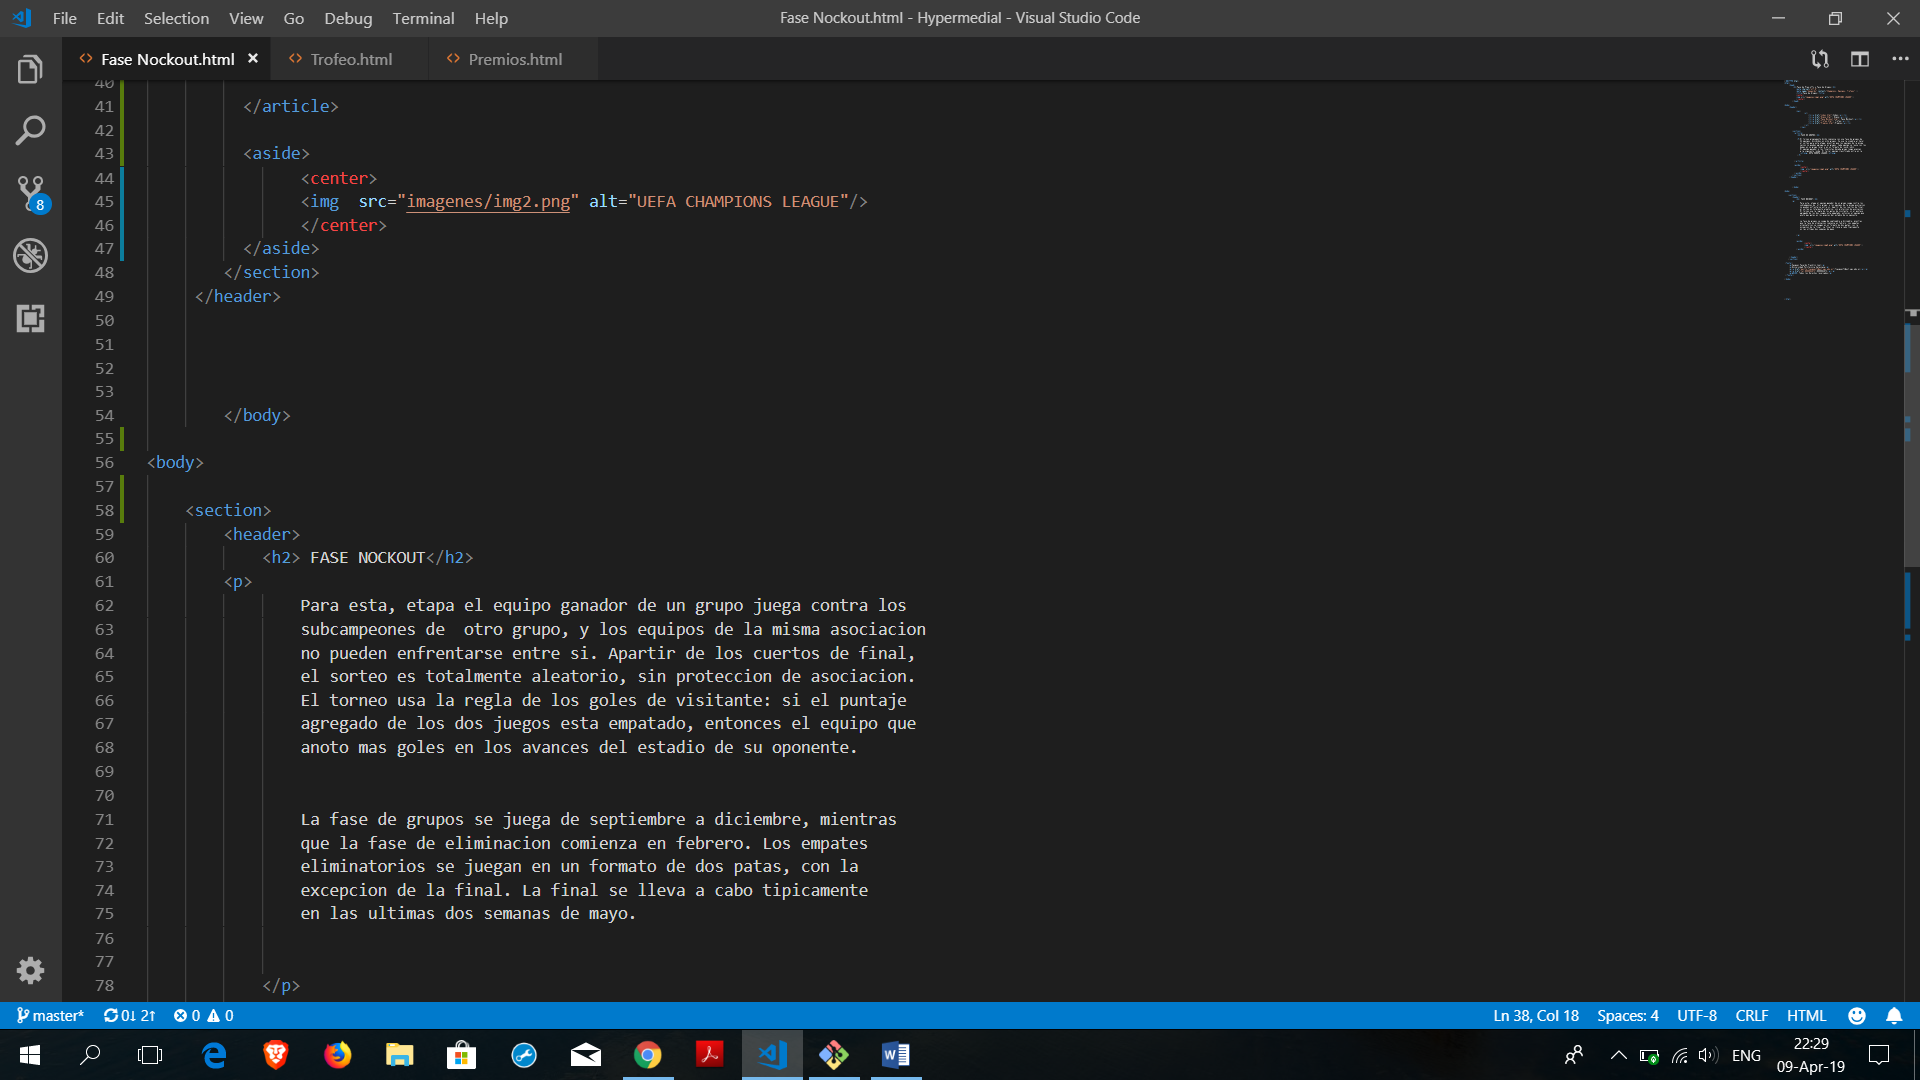 File Edit Selection View Go Debug Terminal Help
Fase Nockout.html - Hypermedial - Visual Studio Code
Fase Nockout.html × Trofeo.html Premios.html
40
41 </article>
42
43 <aside>
44 <center>
45 <img  src="imagenes/img2.png" alt="UEFA CHAMPIONS LEAGUE"/>
46 </center>
47 </aside>
48 </section>
49 </header>
50
51
52
53
54 </body>
55
56 <body>
57
58 <section>
59 <header>
60 <h2> FASE NOCKOUT</h2>
61 <p>
62 Para esta, etapa el equipo ganador de un grupo juega contra los
63 subcampeones de  otro grupo, y los equipos de la misma asociacion
64 no pueden enfrentarse entre si. Apartir de los cuertos de final,
65 el sorteo es totalmente aleatorio, sin proteccion de asociacion.
66 El torneo usa la regla de los goles de visitante: si el puntaje
67 agregado de los dos juegos esta empatado, entonces el equipo que
68 anoto mas goles en los avances del estadio de su oponente.
69
70
71 La fase de grupos se juega de septiembre a diciembre, mientras
72 que la fase de eliminacion comienza en febrero. Los empates
73 eliminatorios se juegan en un formato de dos patas, con la
74 excepcion de la final. La final se lleva a cabo tipicamente
75 en las ultimas dos semanas de mayo.
76
77
78 </p>
8
master* 0↓ 2↑ 0 0
Ln 38, Col 18 Spaces: 4 UTF-8 CRLF HTML
ENG
22:29
09-Apr-19